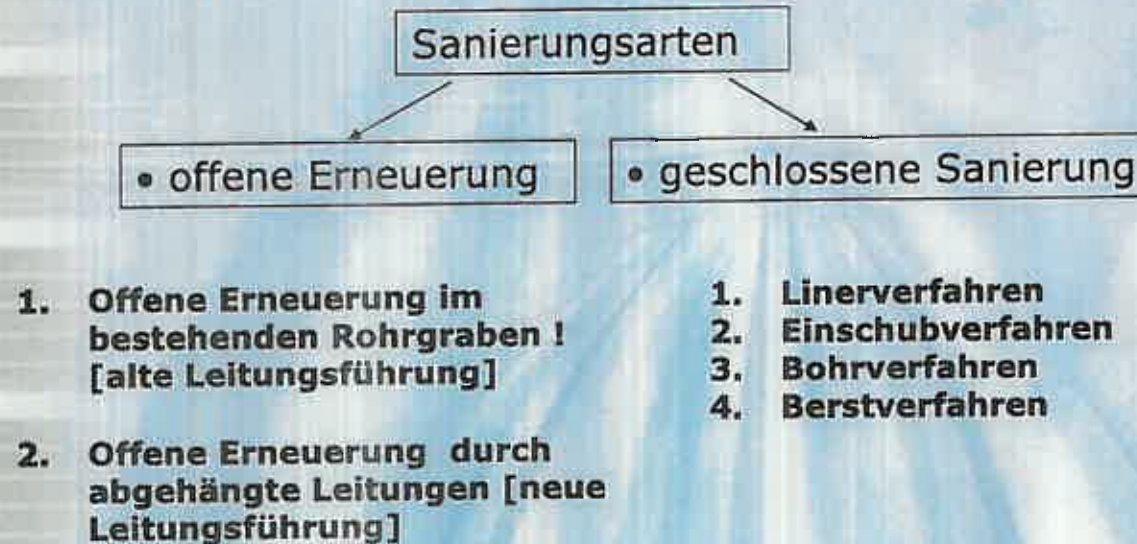 Sanierungsarten
• offene Erneuerung
• geschlossene Sanierung
1. Offene Erneuerung im
bestehenden Rohrgraben !
[alte Leitungsführung]
2. Offene Erneuerung durch
abgehängte Leitungen [neue
Leitungsführung]
1. Linerverfahren
2. Einschubverfahren
3. Bohrverfahren
4. Berstverfahren